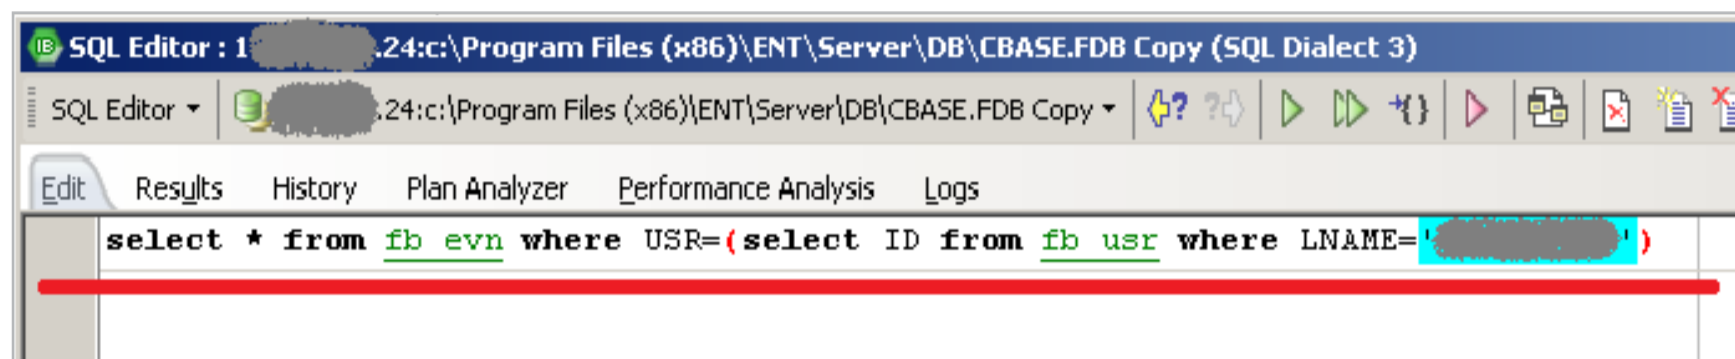 IB SQL Editor : 1 .24:c:\Program Files (x86)\ENT\Server\DB\CBASE.FDB Copy (SQL Dialect 3)
SQL Editor .24:c:\Program Files (x86)\ENT\Server\DB\CBASE.FDB Copy
Edit Results History Plan Analyzer Performance Analysis Logs
select * from fb_evn where USR=(select ID from fb_usr where LNAME=' ')